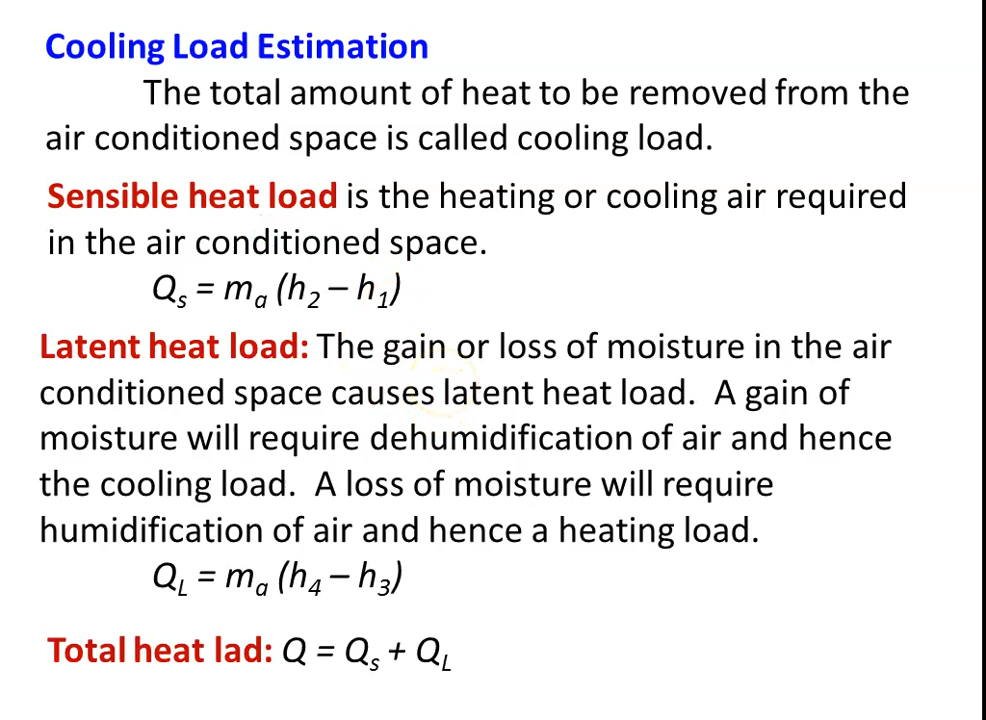 Cooling Load Estimation
The total amount of heat to be removed from the
air conditioned space is called cooling load.
Sensible heat load is the heating or cooling air required
in the air conditioned space.
Qₛ = mₐ (h₂ – h₁)
Latent heat load: The gain or loss of moisture in the air
conditioned space causes latent heat load. A gain of
moisture will require dehumidification of air and hence
the cooling load. A loss of moisture will require
humidification of air and hence a heating load.
Q_L = mₐ (h₄ – h₃)
Total heat lad: Q = Qₛ + Q_L